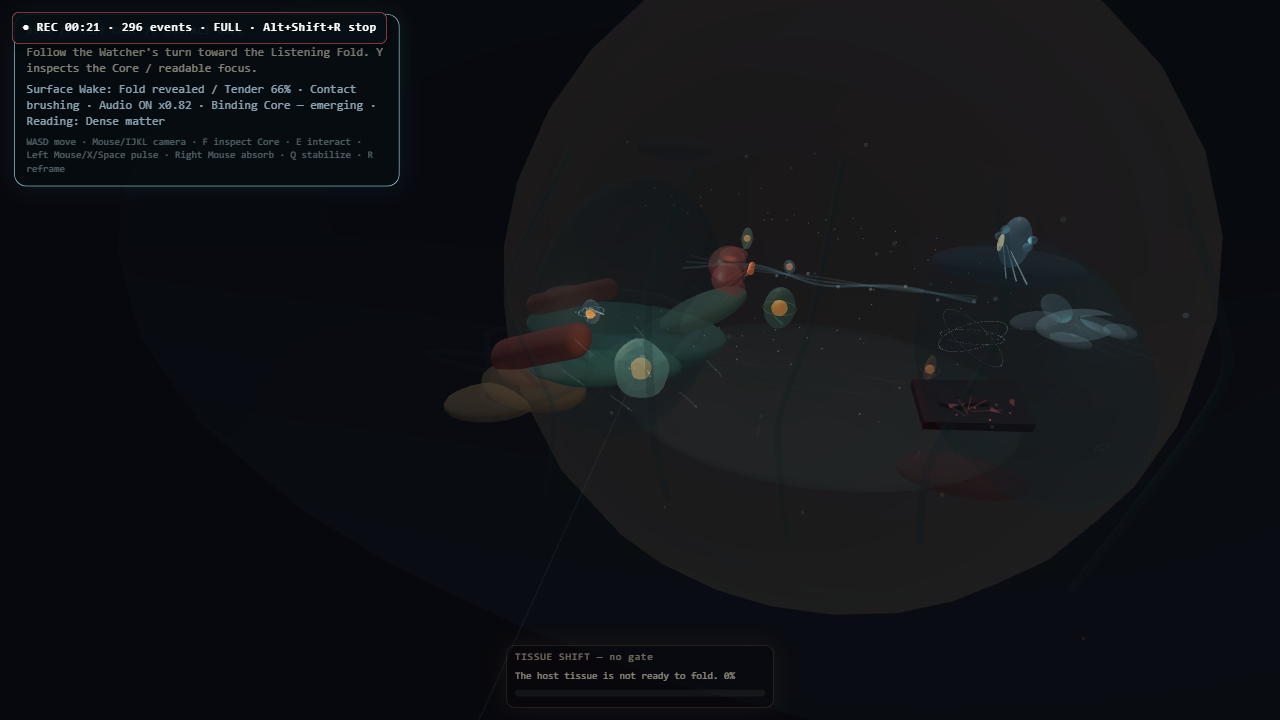 ● REC 00:21 · 296 events · FULL · Alt+Shift+R stop
Follow the Watcher's turn toward the Listening Fold. Y
inspects the Core / readable focus.
Surface Wake: Fold revealed / Tender 66% · Contact
brushing · Audio ON x0.82 · Binding Core — emerging ·
Reading: Dense matter
WASD move · Mouse/IJKL camera · F inspect Core · E interact ·
Left Mouse/X/Space pulse · Right Mouse absorb · Q stabilize · R
reframe
TISSUE SHIFT — no gate
The host tissue is not ready to fold. 0%